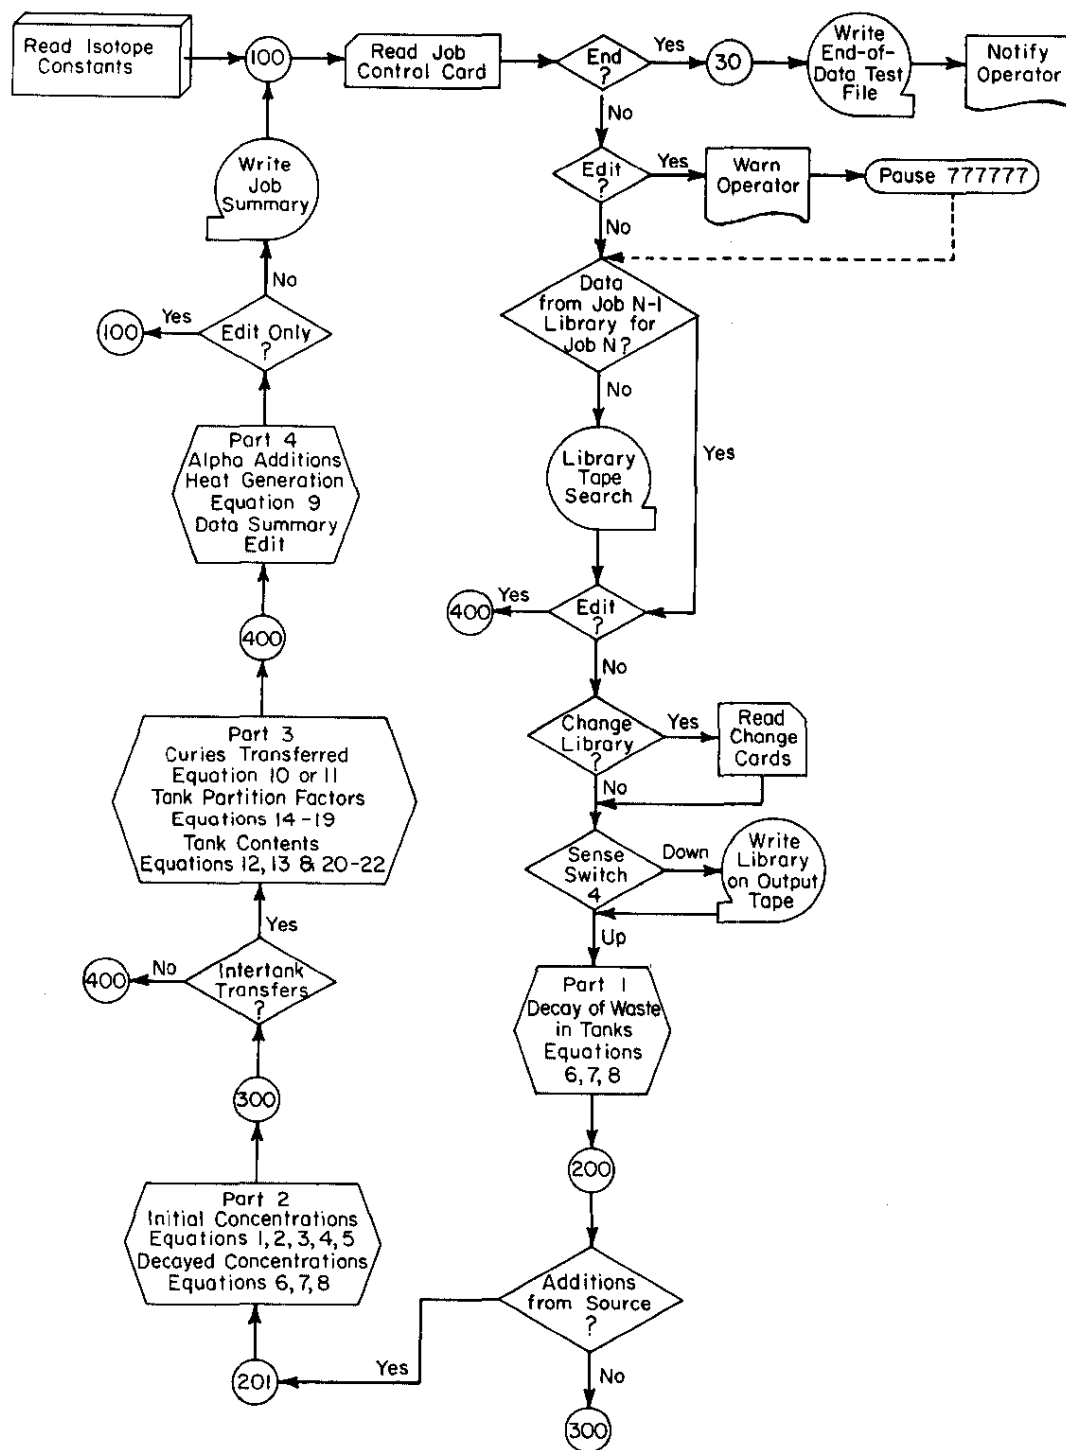 Read Isotope
Constants
100
Read Job
Control Card
End
?
Yes
30
Write
End-of-
Data Test
File
Notify
Operator
No
Edit
?
Yes
Warn
Operator
Pause 777777
No
Data
from Job N-1
Library for
Job N?
Yes
No
Library
Tape
Search
Edit
?
Yes
400
No
Change
Library
?
Yes
Read
Change
Cards
No
Sense
Switch
4
Down
Write
Library
on Output
Tape
Up
Part 1
Decay of Waste
in Tanks
Equations
6, 7, 8
200
Additions
from Source
?
No
300
Yes
201
Part 2
Initial Concentrations
Equations 1, 2, 3, 4, 5
Decayed Concentrations
Equations 6, 7, 8
300
Intertank
Transfers
?
No
400
Yes
Part 3
Curies Transferred
Equation 10 or 11
Tank Partition Factors
Equations 14-19
Tank Contents
Equations 12, 13 & 20-22
400
Part 4
Alpha Additions
Heat Generation
Equation 9
Data Summary
Edit
Edit Only
?
Yes
100
No
Write
Job
Summary